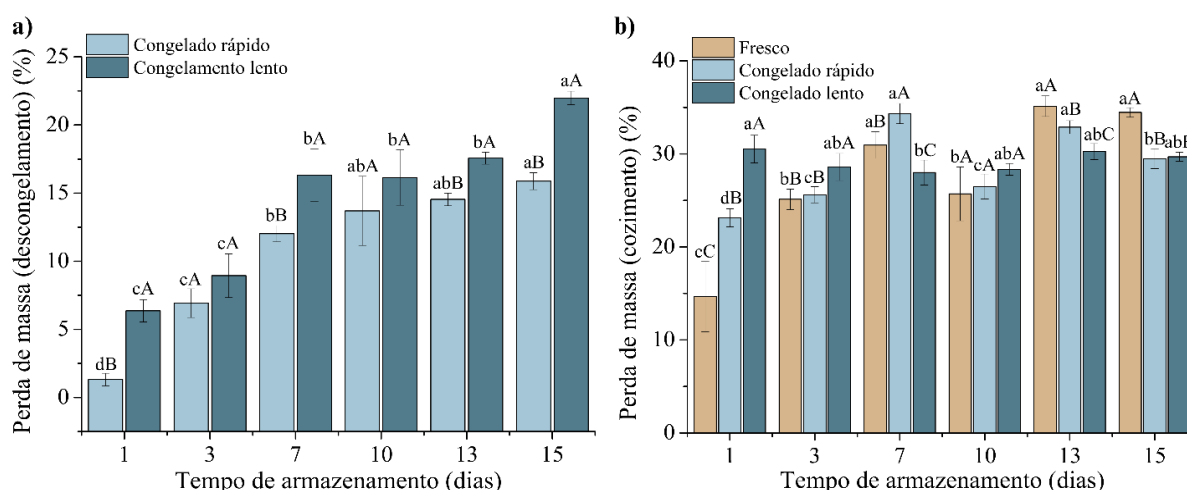 a)
Congelado rápido
Congelamento lento
Perda de massa (descongelamento) (%)
25
20
15
10
5
0
dB
cA
cA
cA
bB
bA
abA
bA
abB
bA
aB
aA
1 3 7 10 13 15
Tempo de armazenamento (dias)
b)
Fresco
Congelado rápido
Congelado lento
Perda de massa (cozimento) (%)
40
30
20
10
0
cC
dB
aA
bB
cB
abA
aB
aA
bC
bA
cA
abA
aA
aB
abC
aA
bB
abB
1 3 7 10 13 15
Tempo de armazenamento (dias)